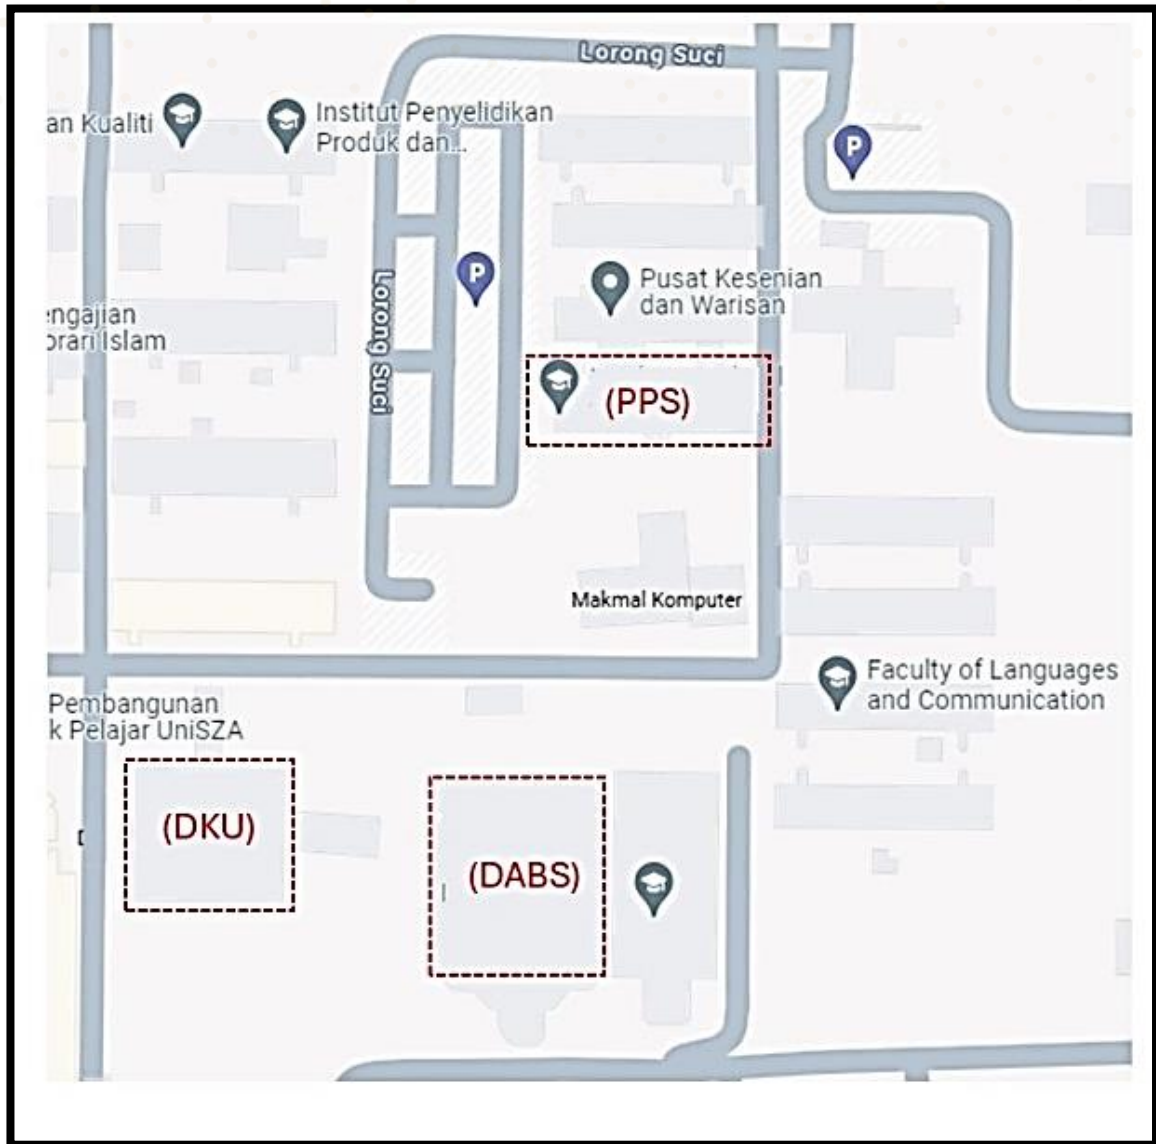 Lorong Suci
an Kualiti
Institut Penyelidikan
Produk dan...
P
P
Lorong Suci
Pusat Kesenian
dan Warisan
engajian
orari Islam
(PPS)
Makmal Komputer
Faculty of Languages
and Communication
Pembangunan
k Pelajar UniSZA
(DKU)
(DABS)